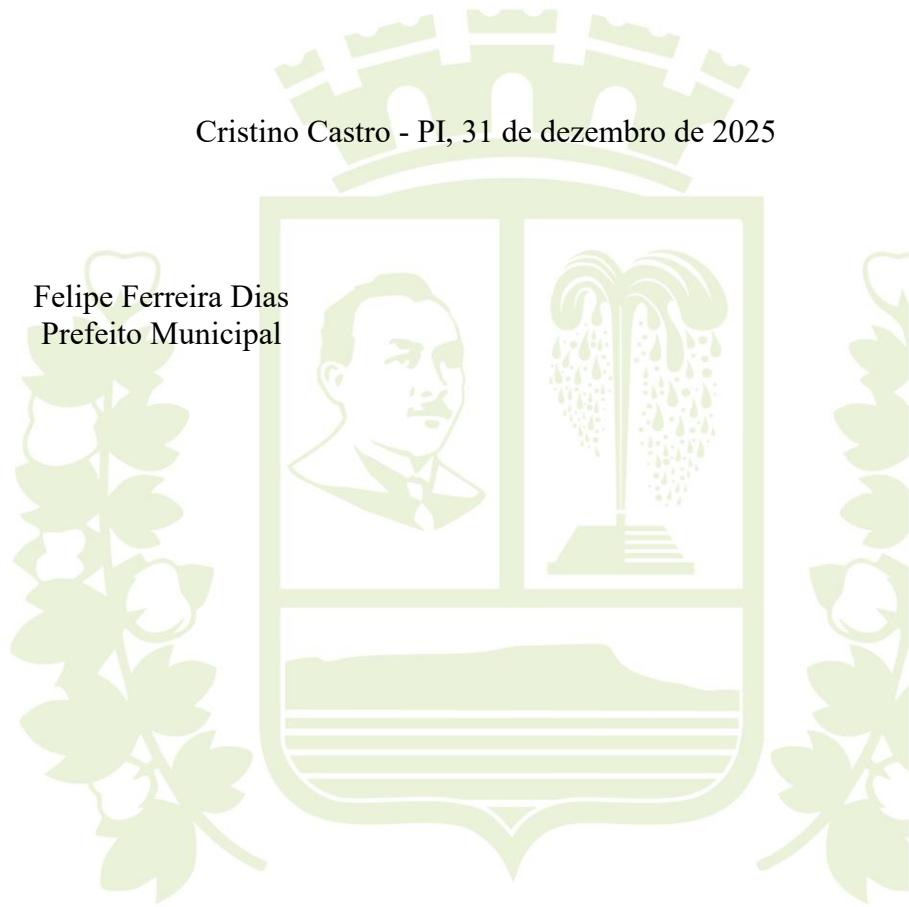 Cristino Castro - PI, 31 de dezembro de 2025
Felipe Ferreira Dias
Prefeito Municipal